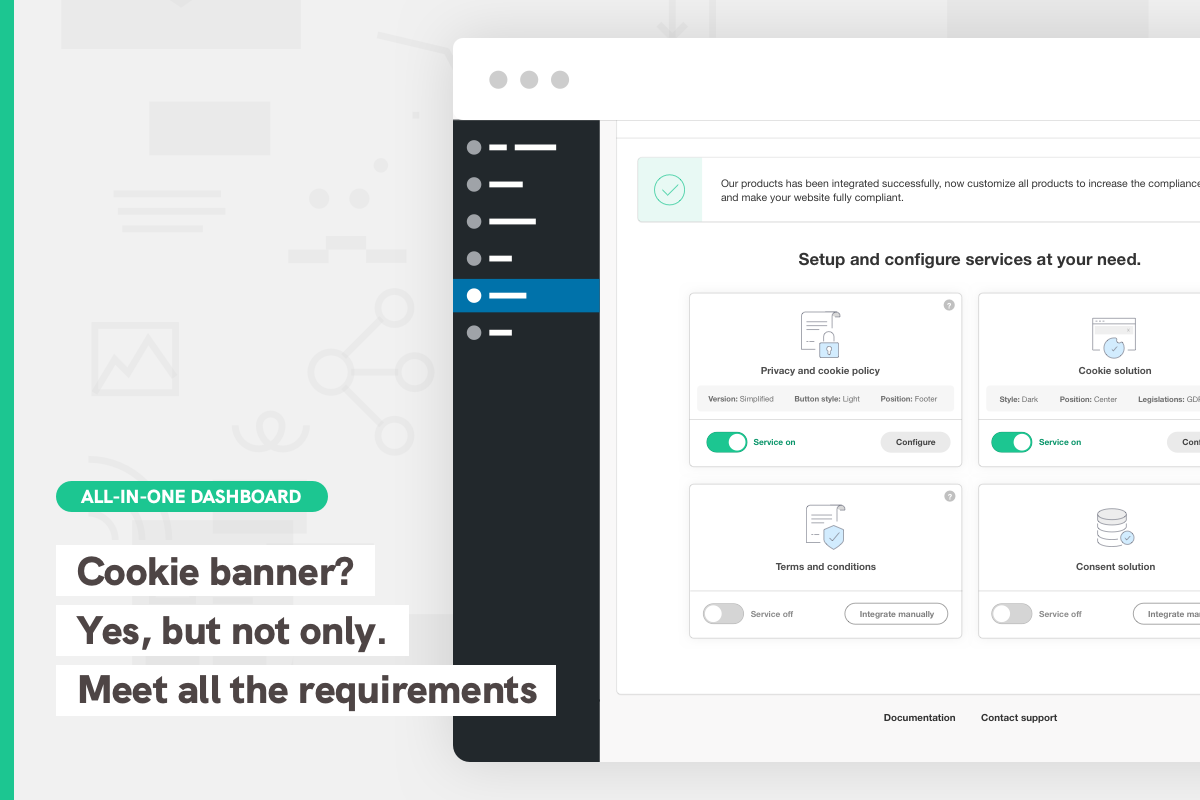 Our products has been integrated successfully, now customize all products to increase the compliance
and make your website fully compliant.
Setup and configure services at your need.
?
Privacy and cookie policy
Version: Simplified Button style: Light Position: Footer
Service on
Configure
Cookie solution
Style: Dark Position: Center Legislations:
Service on
?
Terms and conditions
Service off
Integrate manually
Consent solution
Service off
Integrate
Documentation
Contact support
ALL-IN-ONE DASHBOARD
Cookie banner?
Yes, but not only.
Meet all the requirements